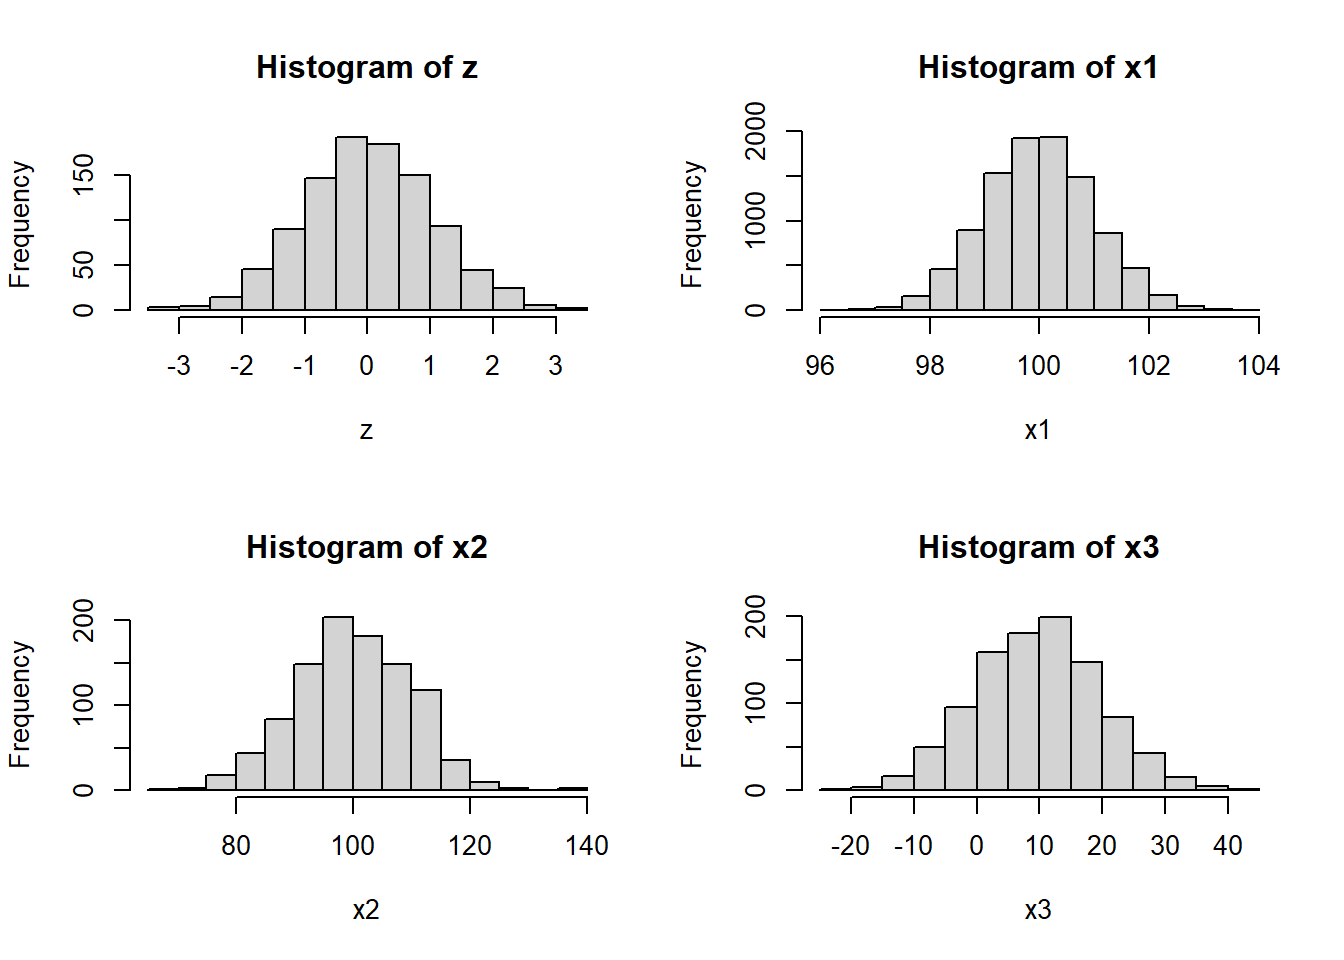 Histogram of z
Frequency
0
50
150
-3 -2 -1 0 1 2 3
z
Histogram of x1
Frequency
0
1000
2000
96 98 100 102 104
x1
Histogram of x2
Frequency
0
100
200
80 100 120 140
x2
Histogram of x3
Frequency
0
100
200
-20 -10 0 10 20 30 40
x3